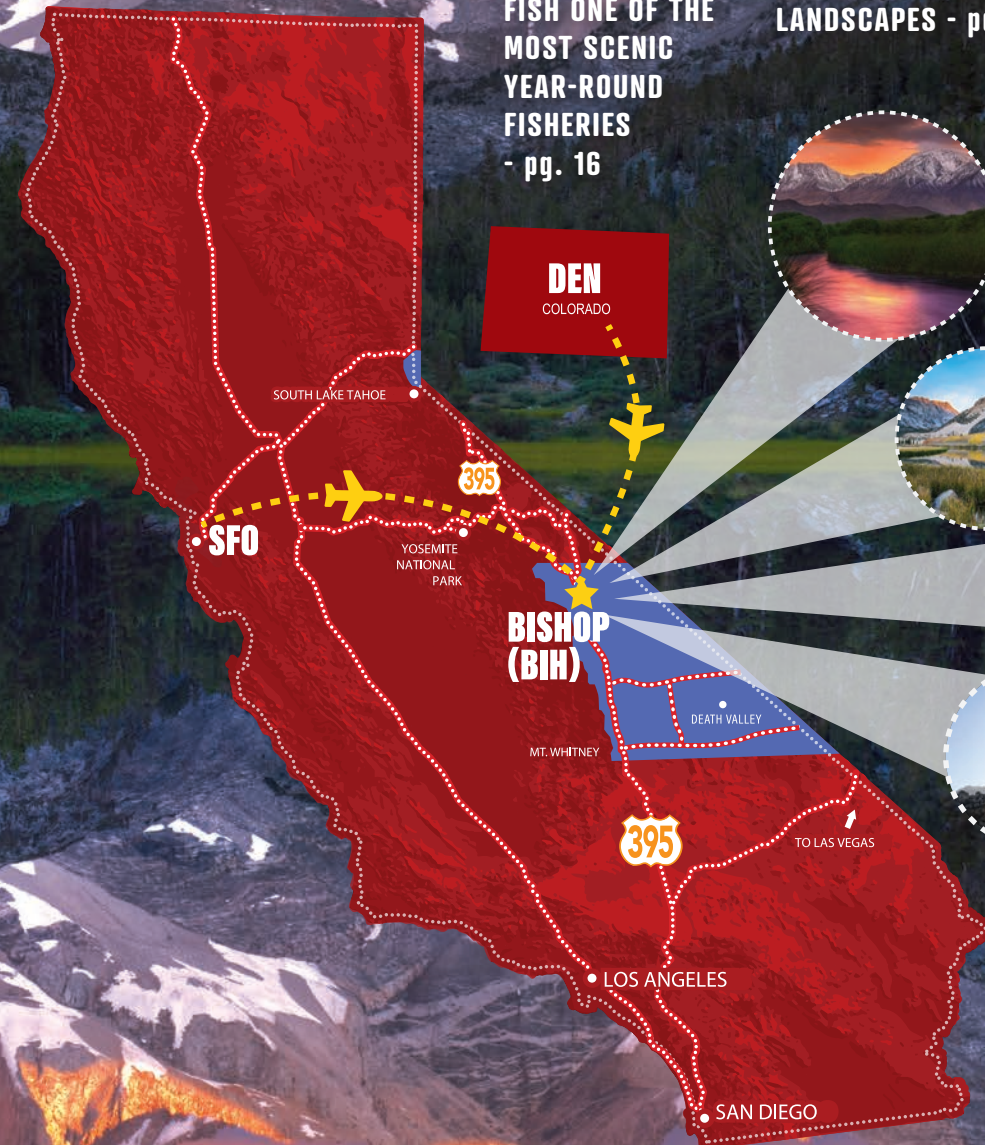 FISH ONE OF THE
MOST SCENIC
YEAR-ROUND
FISHERIES
- pg. 16
LANDSCAPES - p
DEN
COLORADO
SOUTH LAKE TAHOE
395
SFO
YOSEMITE
NATIONAL
PARK
BISHOP
(BIH)
DEATH VALLEY
MT. WHITNEY
395
TO LAS VEGAS
LOS ANGELES
SAN DIEGO